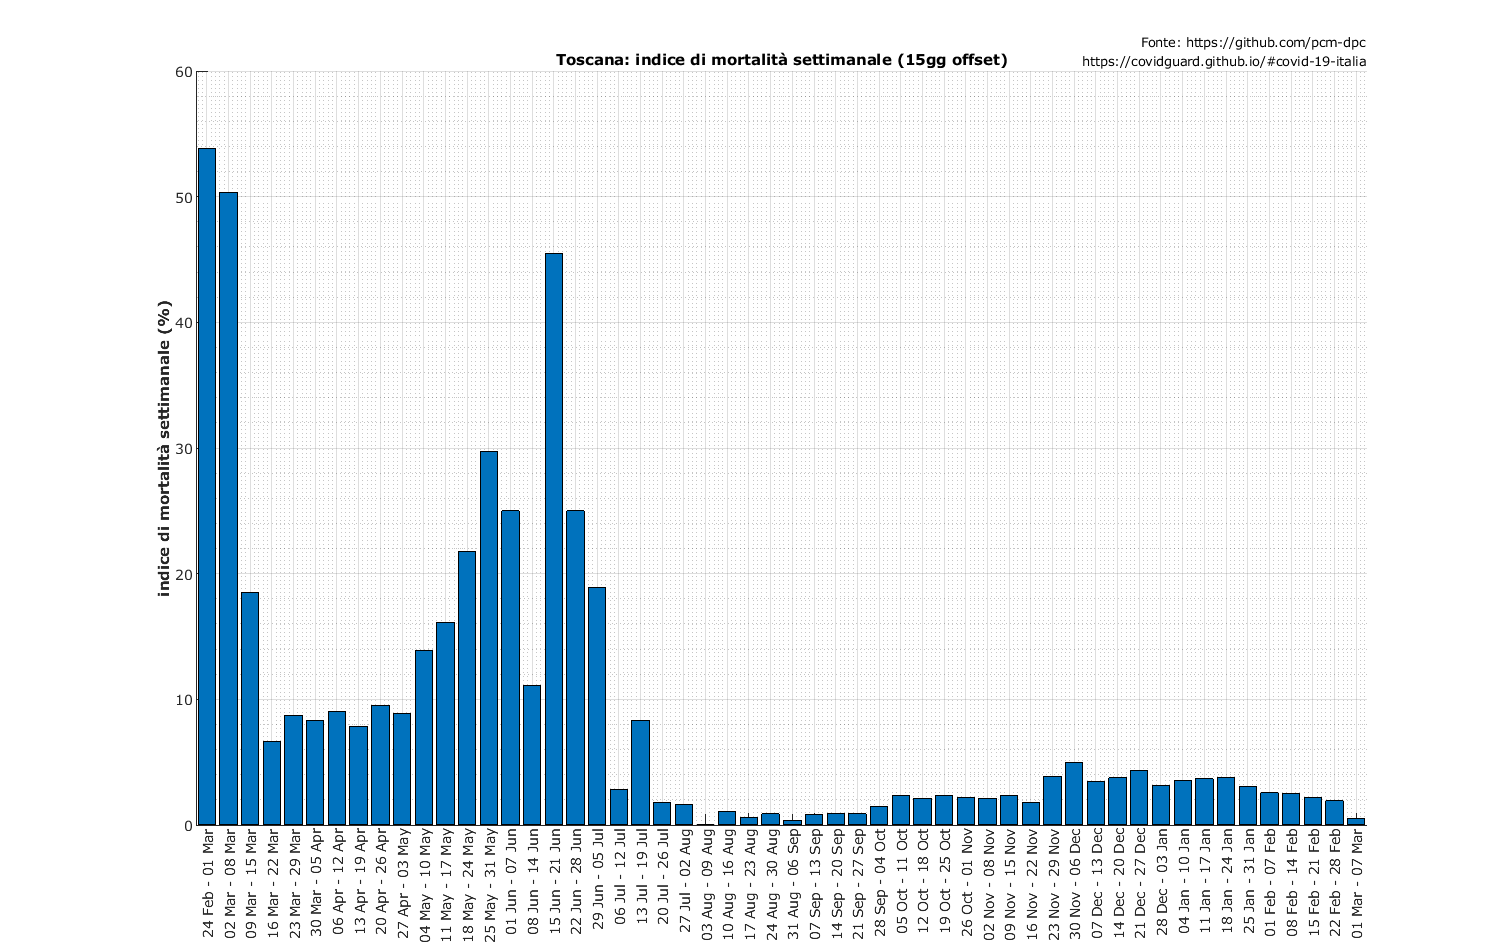 Fonte: https://github.com/pcm-dpc
Toscana: indice di mortalità settimanale (15gg offset)
https://covidguard.github.io/#covid-19-italia
indice di mortalità settimanale (%)
60
50
40
30
20
10
0
24 Feb - 01 Mar
02 Mar - 08 Mar
09 Mar - 15 Mar
16 Mar - 22 Mar
23 Mar - 29 Mar
30 Mar - 05 Apr
06 Apr - 12 Apr
13 Apr - 19 Apr
20 Apr - 26 Apr
27 Apr - 03 May
04 May - 10 May
11 May - 17 May
18 May - 24 May
25 May - 31 May
01 Jun - 07 Jun
08 Jun - 14 Jun
15 Jun - 21 Jun
22 Jun - 28 Jun
29 Jun - 05 Jul
06 Jul - 12 Jul
13 Jul - 19 Jul
20 Jul - 26 Jul
27 Jul - 02 Aug
03 Aug - 09 Aug
10 Aug - 16 Aug
17 Aug - 23 Aug
24 Aug - 30 Aug
31 Aug - 06 Sep
07 Sep - 13 Sep
14 Sep - 20 Sep
21 Sep - 27 Sep
28 Sep - 04 Oct
05 Oct - 11 Oct
12 Oct - 18 Oct
19 Oct - 25 Oct
26 Oct - 01 Nov
02 Nov - 08 Nov
09 Nov - 15 Nov
16 Nov - 22 Nov
23 Nov - 29 Nov
30 Nov - 06 Dec
07 Dec - 13 Dec
14 Dec - 20 Dec
21 Dec - 27 Dec
28 Dec - 03 Jan
04 Jan - 10 Jan
11 Jan - 17 Jan
18 Jan - 24 Jan
25 Jan - 31 Jan
01 Feb - 07 Feb
08 Feb - 14 Feb
15 Feb - 21 Feb
22 Feb - 28 Feb
01 Mar - 07 Mar